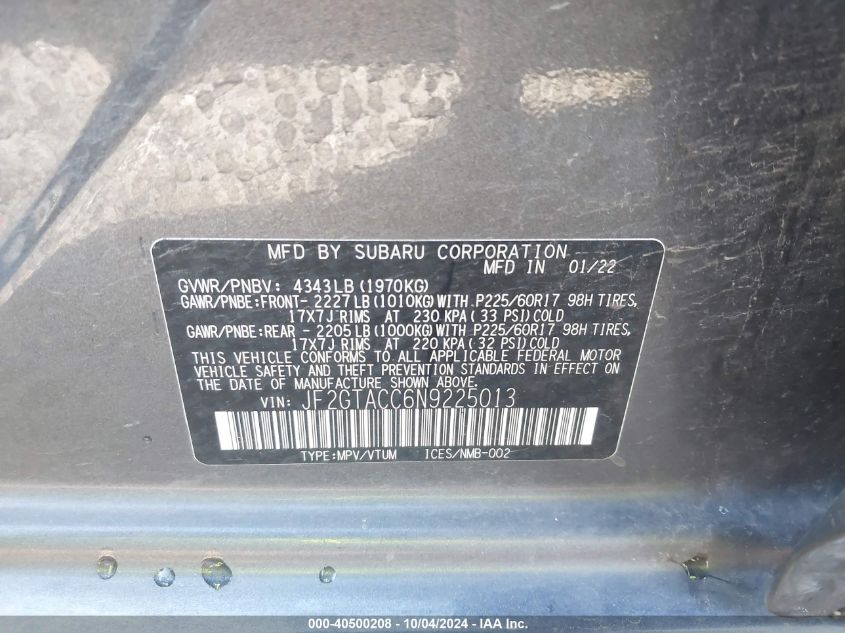 MFD BY SUBARU CORPORATION
MFD IN 01/22
GVWR/PNBV: 4343LB (1970KG)
GAWR/PNBE:FRONT- 2227LB(1010KG)WITH P225/60R17 98H TIRES,
17X7J RIMS AT 230 KPA(33 PSI)COLD
GAWR/PNBE:REAR - 2205LB(1000KG)WITH P225/60R17 98H TIRES,
17X7J RIMS AT 220 KPA(32 PSI)COLD
THIS VEHICLE CONFORMS TO ALL APPLICABLE FEDERAL MOTOR
VEHICLE SAFETY AND THEFT PREVENTION STANDARDS IN EFFECT ON
THE DATE OF MANUFACTURE SHOWN ABOVE.
VIN: JF2GTACC6N9225013
TYPE:MPV/VTUM ICES/NMB-002
000-40500208 - 10/04/2024 - IAA Inc.